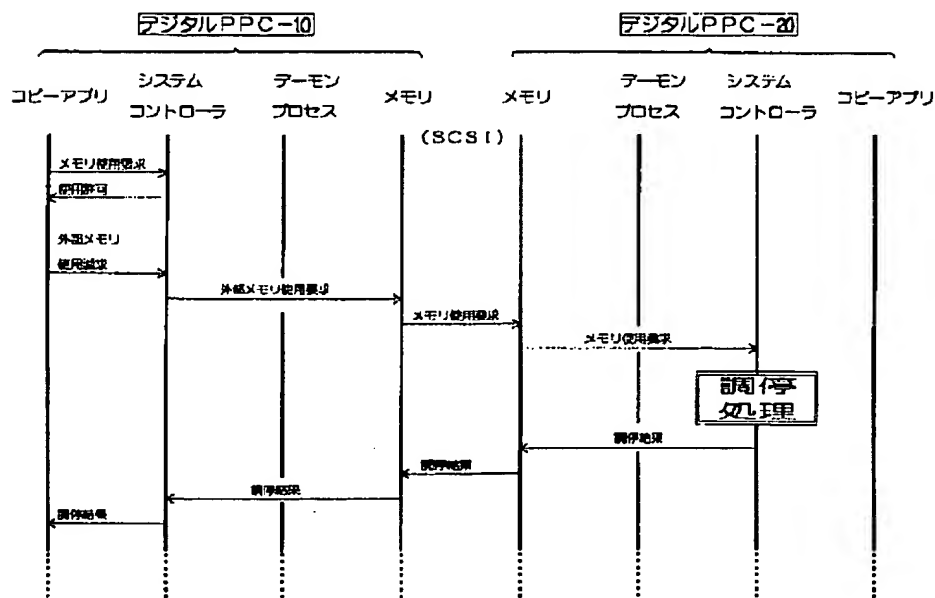 デジタルPPC-10
デジタルPPC-20
コピーアプリ
システム
コントローラ
デーモン
プロセス
メモリ
メモリ
デーモン
プロセス
システム
コントローラ
コピーアプリ
(SCSI)
メモリ使用要求
使用許可
外部メモリ
使用要求
外部メモリ使用要求
メモリ使用要求
メモリ使用要求
調停
処理
調停結果
調停結果
調停結果
調停結果